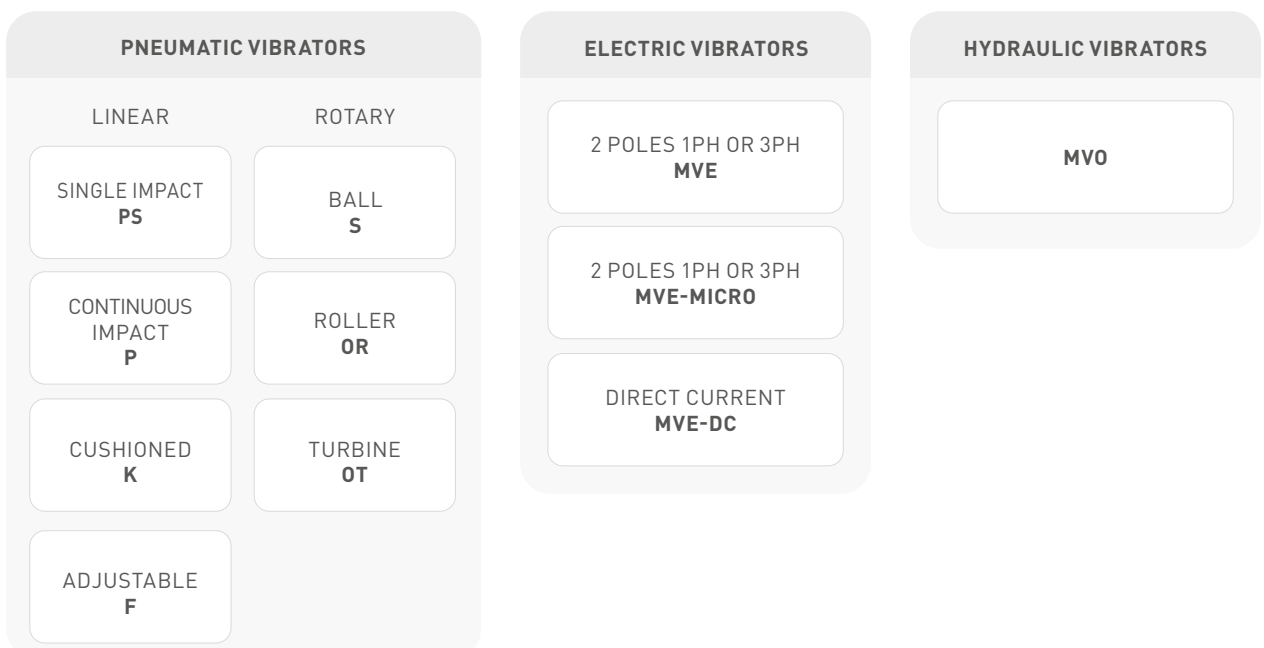 PNEUMATIC VIBRATORS
LINEAR
SINGLE IMPACT
PS
CONTINUOUS
IMPACT
P
CUSHIONED
K
ADJUSTABLE
F
ROTARY
BALL
S
ROLLER
OR
TURBINE
OT
ELECTRIC VIBRATORS
2 POLES 1PH OR 3PH
MVE
2 POLES 1PH OR 3PH
MVE-MICRO
DIRECT CURRENT
MVE-DC
HYDRAULIC VIBRATORS
MVO